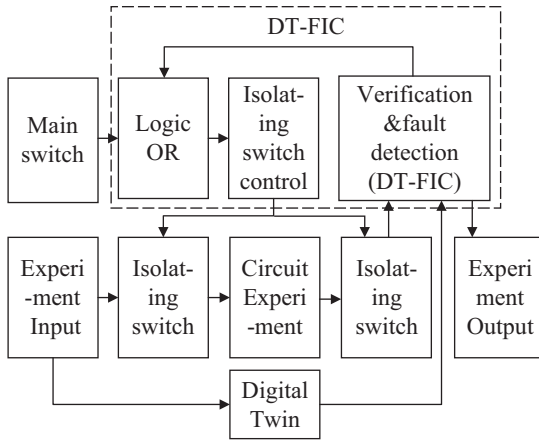 DT-FIC
Main
switch
Logic
OR
Isolat-
ing
switch
control
Verification
&fault
detection
(DT-FIC)
Experi
-ment
Input
Isolat-
ing
switch
Circuit
Experi
-ment
Isolat-
ing
switch
Experi
ment
Output
Digital
Twin